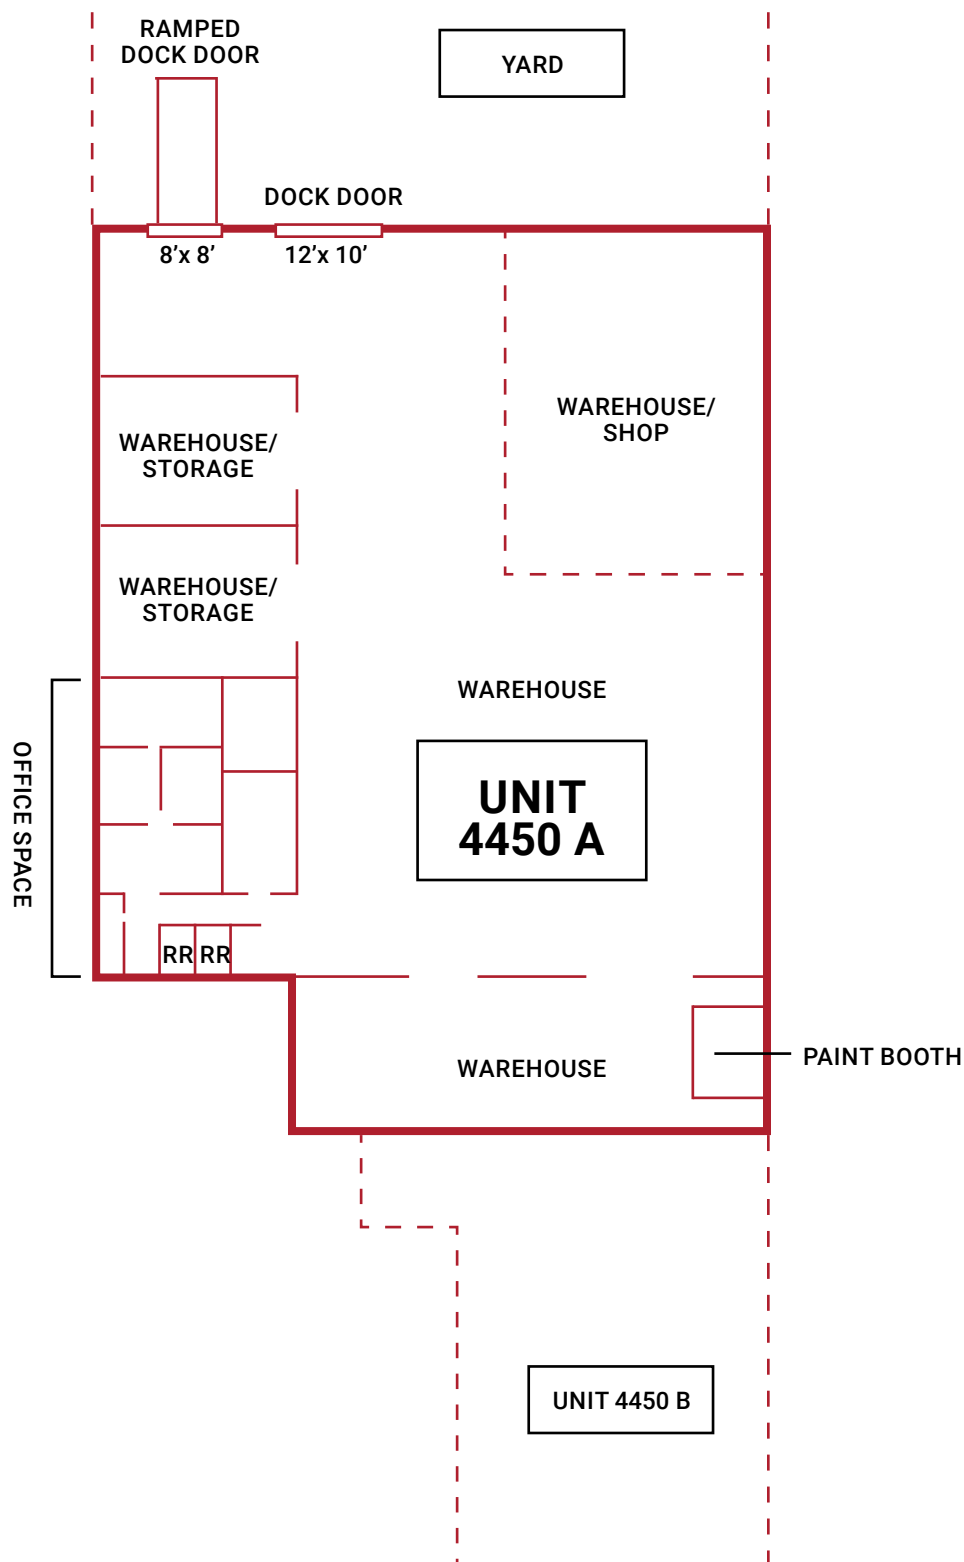 RAMPED
DOCK DOOR
YARD
DOCK DOOR
8’x 8’
12’x 10’
WAREHOUSE/
SHOP
WAREHOUSE/
STORAGE
WAREHOUSE/
STORAGE
WAREHOUSE
OFFICE SPACE
UNIT
4450 A
RR RR
WAREHOUSE
PAINT BOOTH
UNIT 4450 B